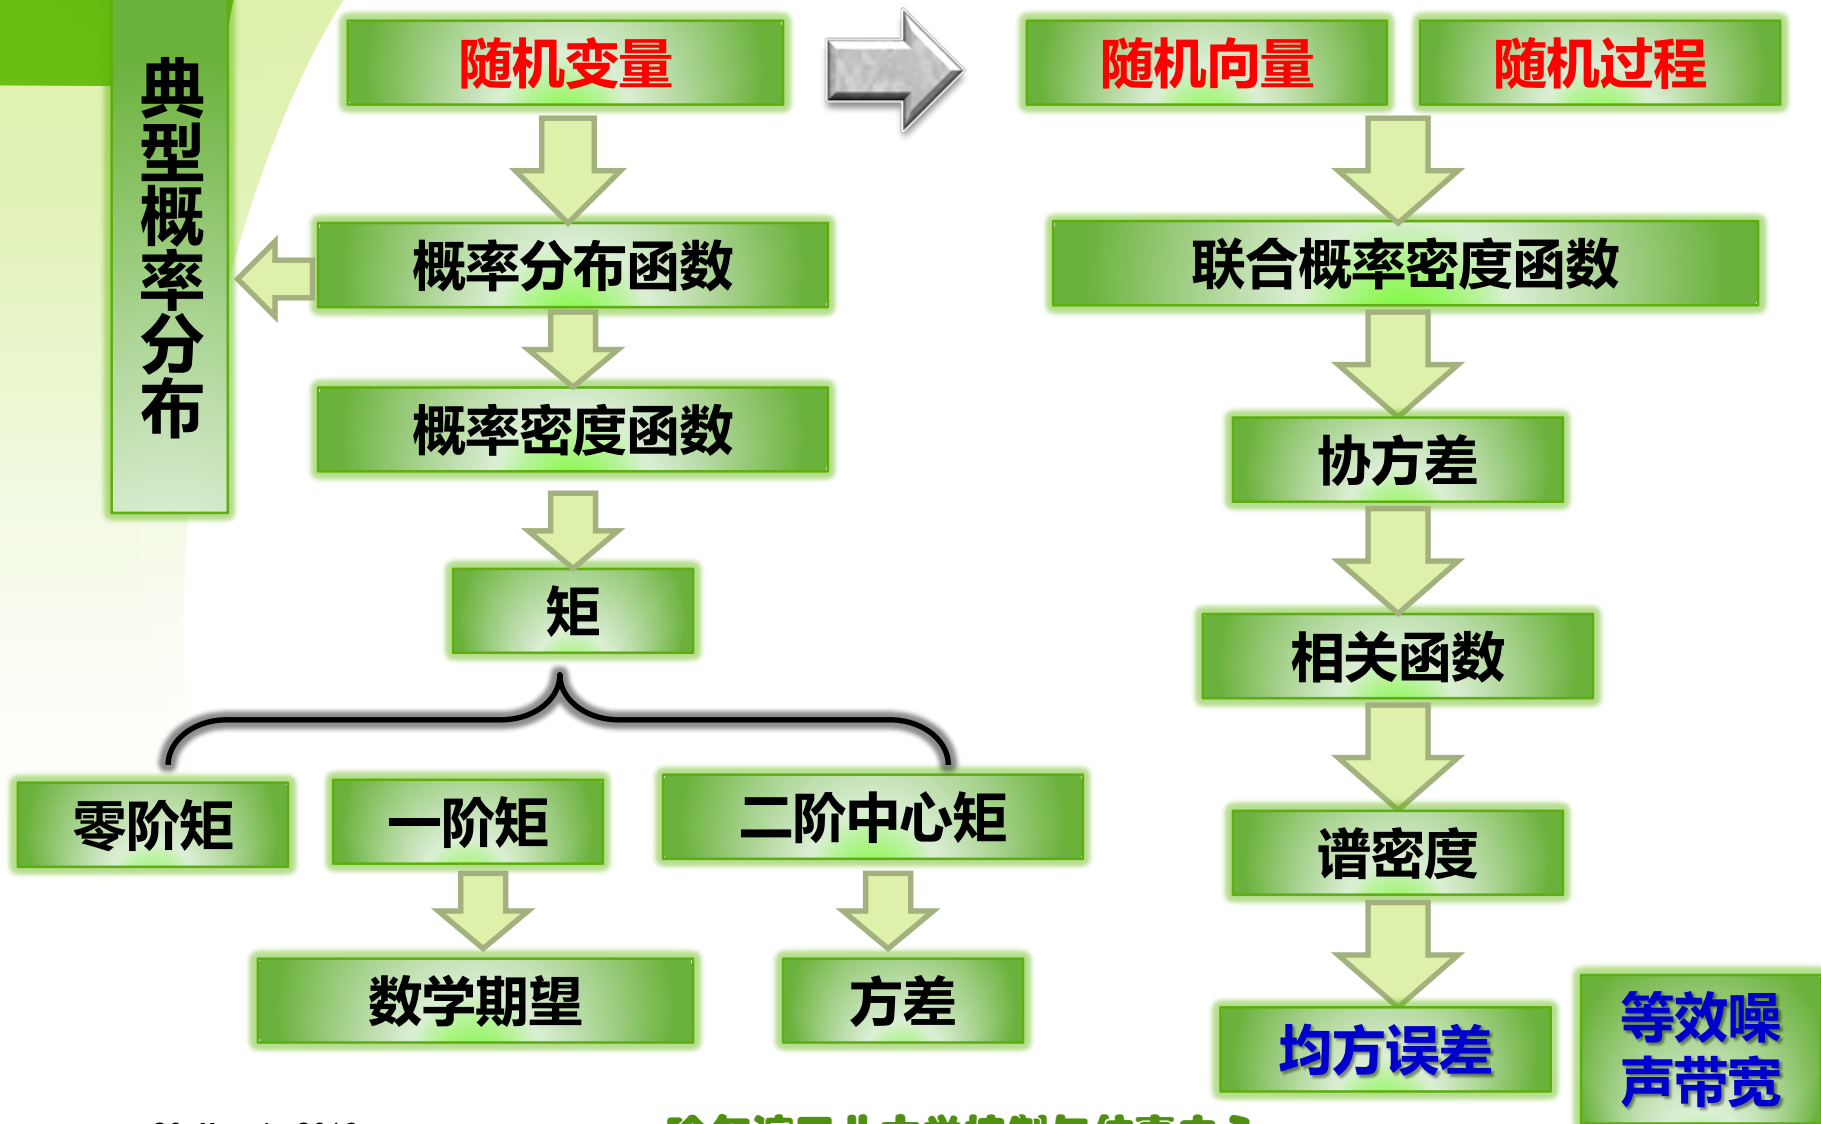 典型概率分布
随机变量
随机向量
随机过程
概率分布函数
联合概率密度函数
概率密度函数
协方差
矩
相关函数
零阶矩
一阶矩
二阶中心矩
谱密度
数学期望
方差
均方误差
等效噪
声带宽